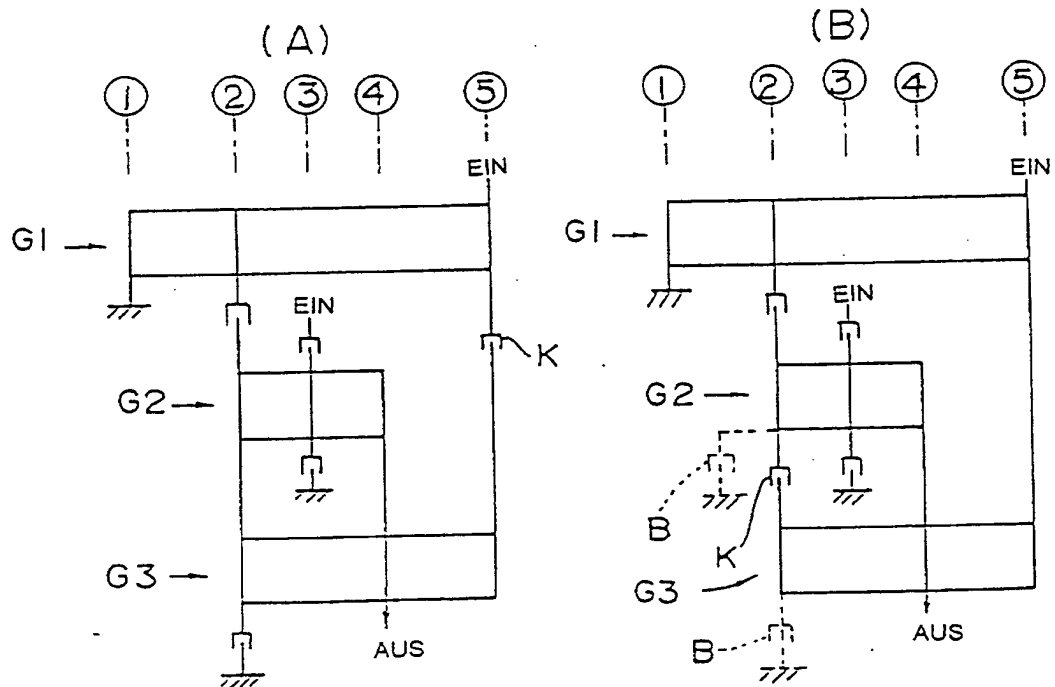 (A)
① ② ③ ④ ⑤
EIN
G1
EIN
K
G2
G3
AUS
(B)
① ② ③ ④ ⑤
EIN
G1
EIN
G2
B
K
G3
B
AUS